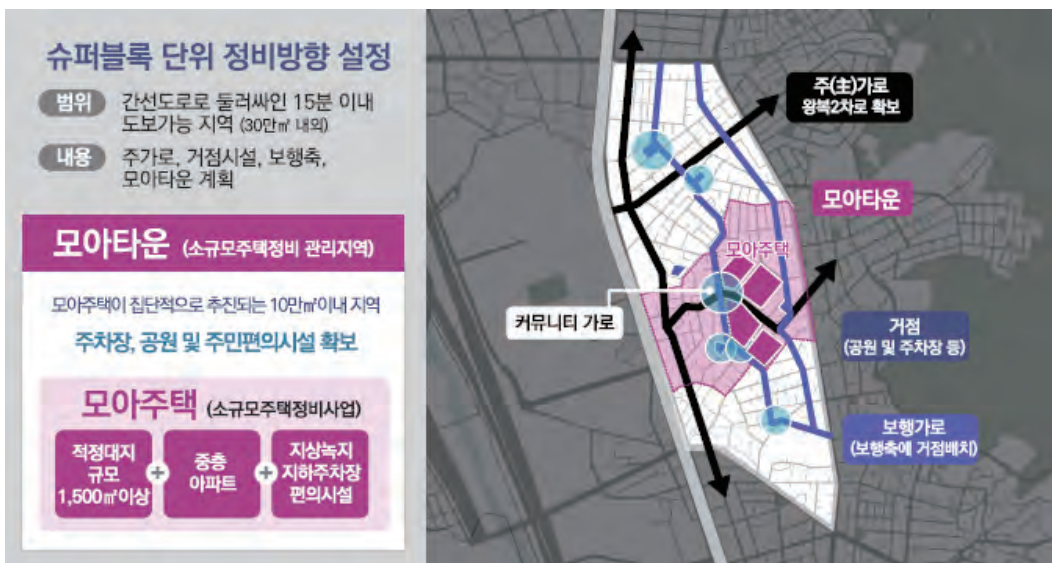 슈퍼블록 단위 정비방향 설정
범위 간선도로로 둘러싸인 15분 이내
도보가능 지역 (30만㎡ 내외)
내용 주가로, 거점시설, 보행축,
모아타운 계획
모아타운 (소규모주택정비 관리지역)
모아주택이 집단적으로 추진되는 10만㎡이내 지역
주차장, 공원 및 주민편의시설 확보
모아주택 (소규모주택정비사업)
적정대지
규모
1,500㎡이상
+
중층
아파트
+
지상녹지
지하주차장
편의시설
주(主)가로
왕복2차로 확보
모아타운
모아주택
커뮤니티 가로
거점
(공원 및 주차장 등)
보행가로
(보행축에 거점배치)